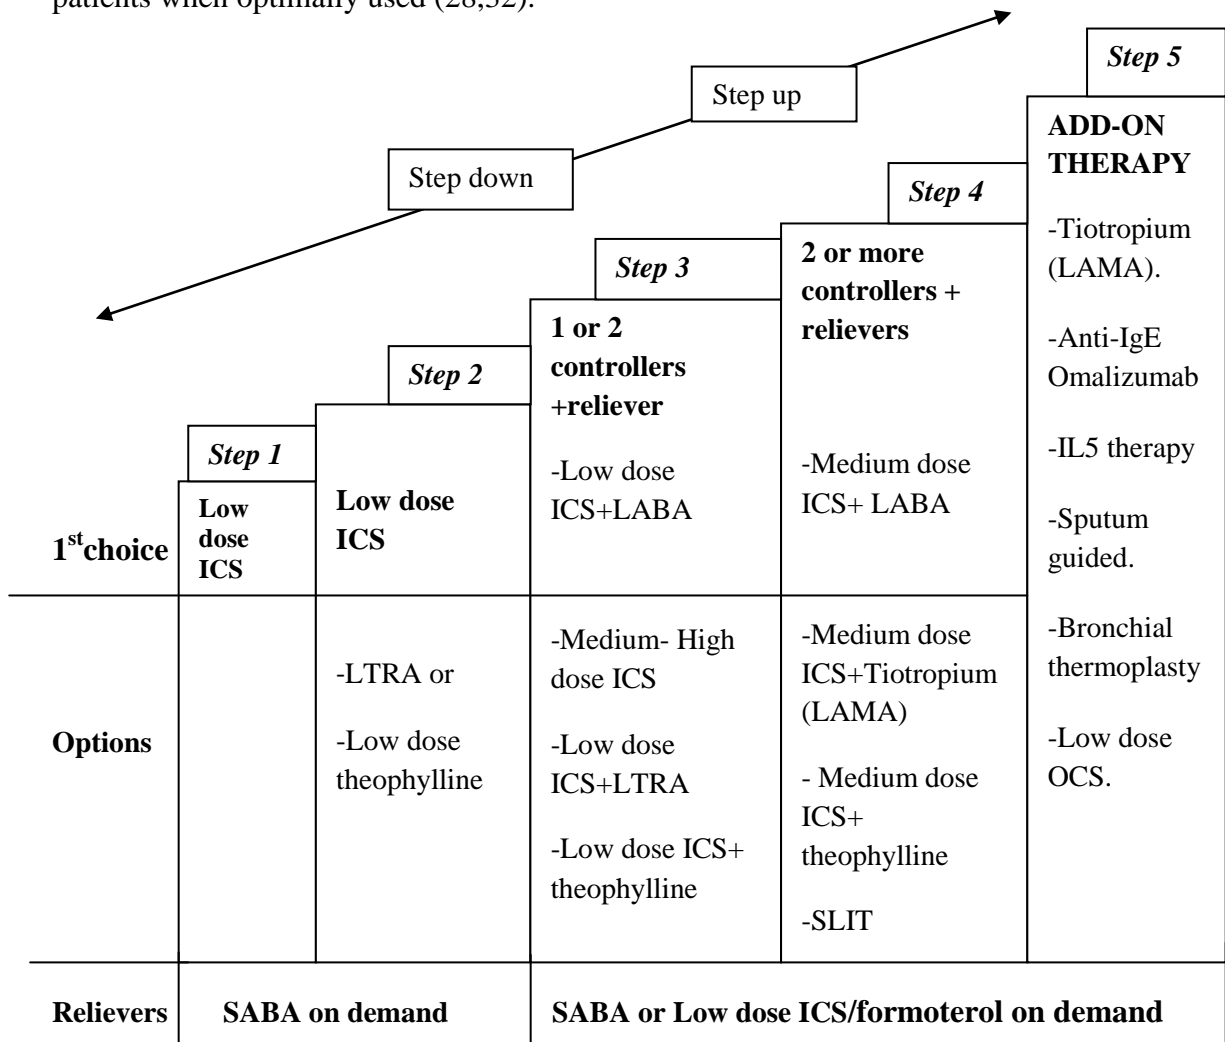 patients when optimally used (28,32).
Step up
Step down
Step 5
ADD-ON
THERAPY
-Tiotropium
(LAMA).
-Anti-IgE
Omalizumab
-IL5 therapy
-Sputum
guided.
-Bronchial
thermoplasty
-Low dose
OCS.
Step 4
2 or more
controllers +
relievers
-Medium dose
ICS+ LABA
Step 3
1 or 2
controllers
+reliever
-Low dose
ICS+LABA
Step 2
Low dose
ICS
Step 1
Low
dose
ICS
1st choice
Options
-LTRA or
-Low dose
theophylline
-Medium- High
dose ICS
-Low dose
ICS+LTRA
-Low dose ICS+
theophylline
-Medium dose
ICS+Tiotropium
(LAMA)
- Medium dose
ICS+
theophylline
-SLIT
Relievers
SABA on demand
SABA or Low dose ICS/formoterol on demand